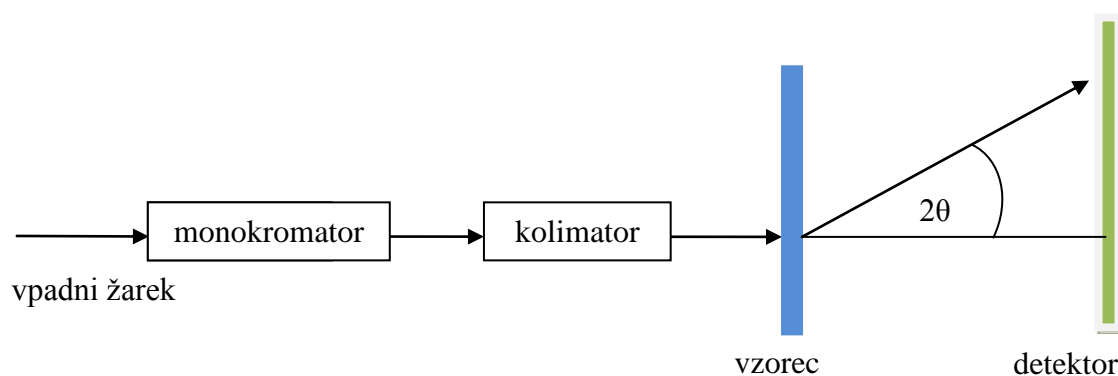 monokromator
kolimator
2θ
vpadni žarek
vzorec
detektor